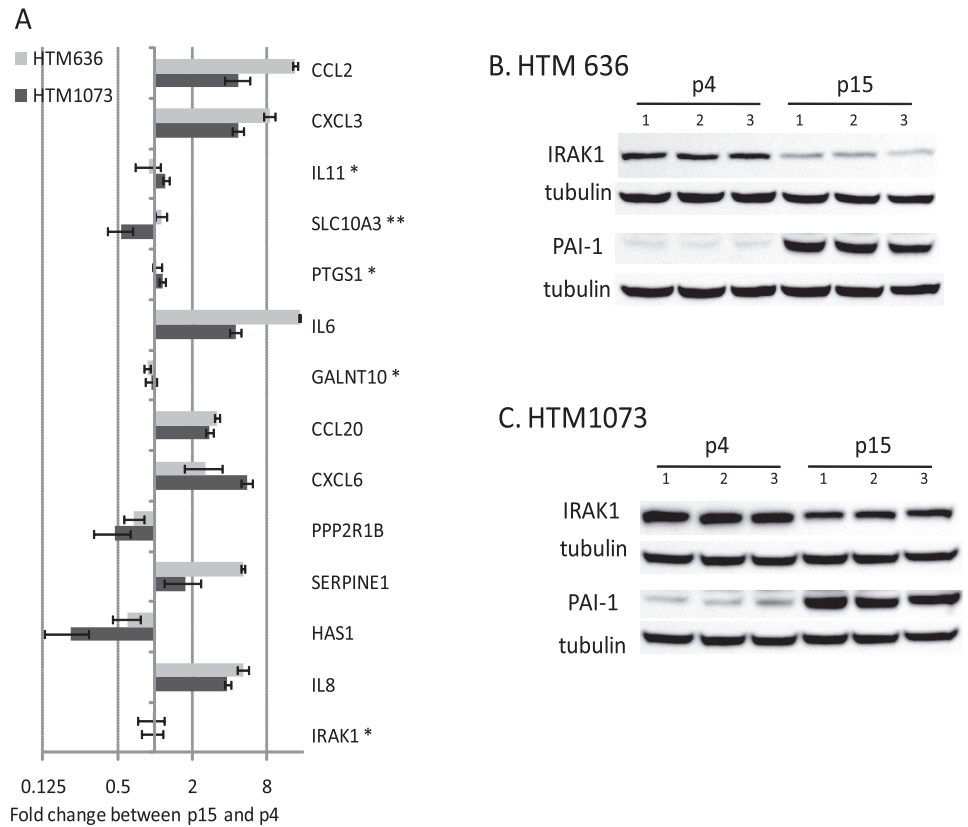 A
HTM636
HTM1073
CCL2
CXCL3
IL11 *
SLC10A3 **
PTGS1 *
IL6
GALNT10 *
CCL20
CXCL6
PPP2R1B
SERPINE1
HAS1
IL8
IRAK1 *
0.125 0.5 2 8
Fold change between p15 and p4
B. HTM 636
p4 p15
1 2 3 1 2 3
IRAK1
tubulin
PAI-1
tubulin
C. HTM1073
p4 p15
1 2 3 1 2 3
IRAK1
tubulin
PAI-1
tubulin